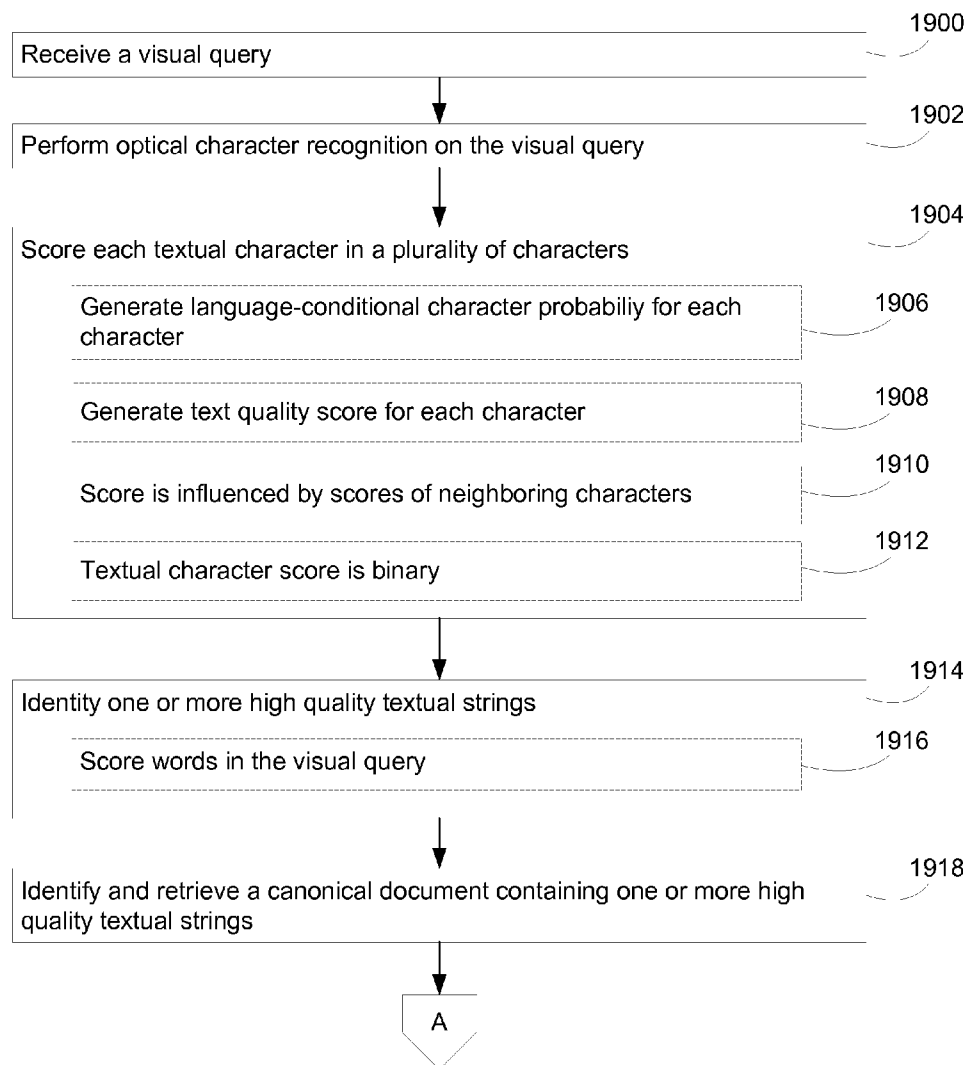 1900
Receive a visual query
1902
Perform optical character recognition on the visual query
1904
Score each textual character in a plurality of characters
Generate language-conditional character probabiliy for each
character
1906
Generate text quality score for each character
1908
Score is influenced by scores of neighboring characters
1910
Textual character score is binary
1912
Identity one or more high quality textual strings
1914
Score words in the visual query
1916
Identify and retrieve a canonical document containing one or more high
quality textual strings
1918
A